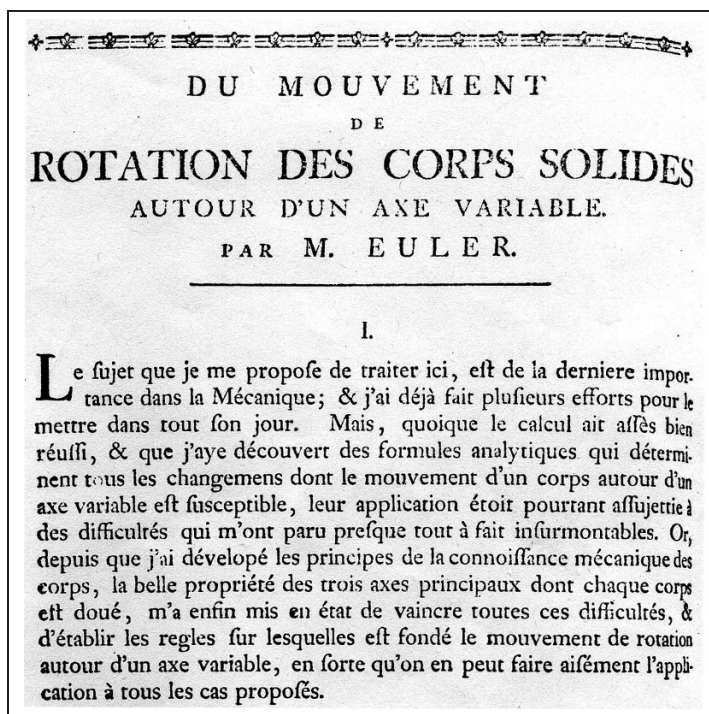 DU MOUVEMENT
DE
ROTATION DES CORPS SOLIDES
AUTOUR D'UN AXE VARIABLE.
PAR M. EULER.
I.
Le ſujet que je me propoſe de traiter ici, eſt de la derniere impor-
tance dans la Mécanique; & j'ai déjà fait pluſieurs efforts pour le
mettre dans tout ſon jour. Mais, quoique le calcul ait aſſès bien
réuſſi, & que j'aye découvert des formules analytiques qui détermi-
nent tous les changemens dont le mouvement d'un corps autour d'un
axe variable eſt ſuſceptible, leur application étoit pourtant aſſujettie à
des difficultés qui m'ont paru preſque tout à fait inſurmontables. Or,
depuis que j'ai dévelopé les principes de la connoiſſance mécanique des
corps, la belle propriété des trois axes principaux dont chaque corps
eſt doué, m'a enfin mis en état de vaincre toutes ces difficultés, &
d'établir les regles ſur lesquelles eſt fondé le mouvement de rotation
autour d'un axe variable, en ſorte qu'on en peut faire aiſément l'appli-
cation à tous les cas propoſés.